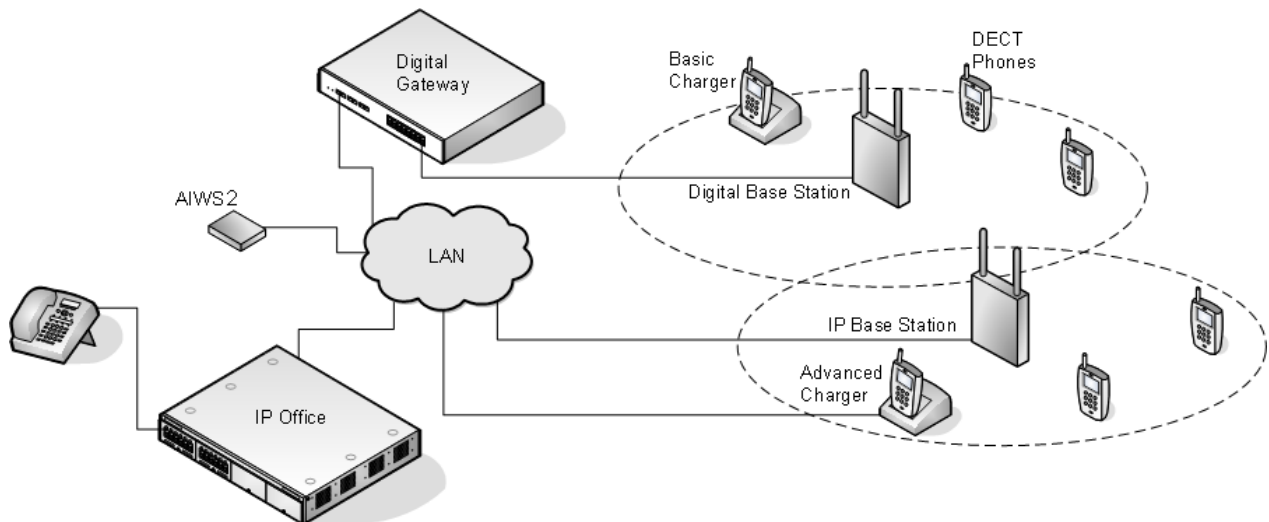 Digital
Gateway
Basic
Charger
DECT
Phones
Digital Base Station
AIWS2
LAN
IP Base Station
Advanced
Charger
IP Office